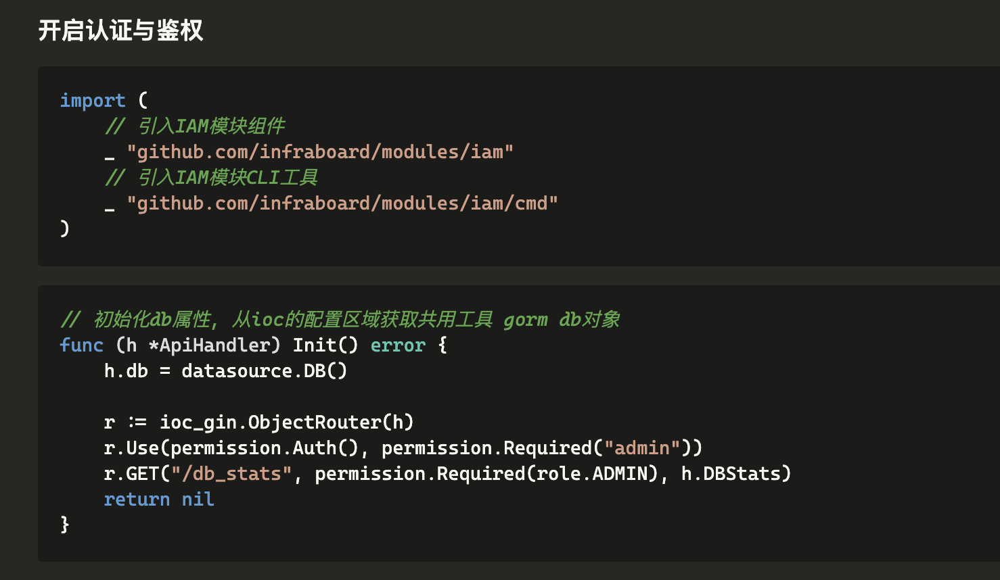 开启认证与鉴权
import (
    // 引入IAM模块组件
    _ "github.com/infraboard/modules/iam"
    // 引入IAM模块CLI工具
    _ "github.com/infraboard/modules/iam/cmd"
)
// 初始化db属性, 从ioc的配置区域获取共用工具 gorm db对象
func (h *ApiHandler) Init() error {
    h.db = datasource.DB()
    r := ioc_gin.ObjectRouter(h)
    r.Use(permission.Auth(), permission.Required("admin"))
    r.GET("/db_stats", permission.Required(role.ADMIN), h.DBStats)
    return nil
}